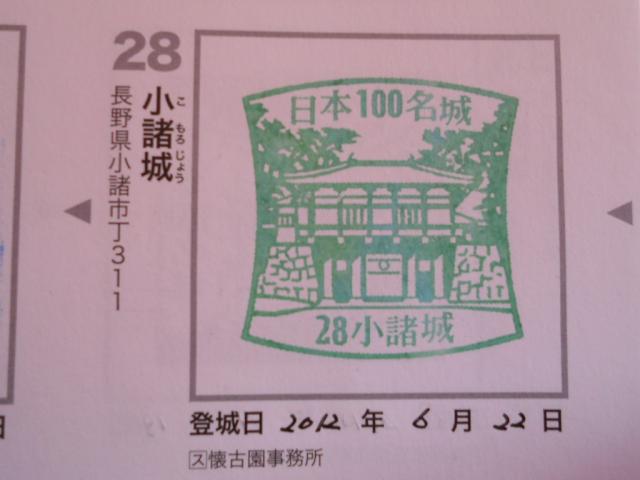 28
小諸城
こ もろ じょう
長野県小諸市丁311
日本100名城
28小諸城
登城日 2012 年 6 月 22 日
ス懐古園事務所
日